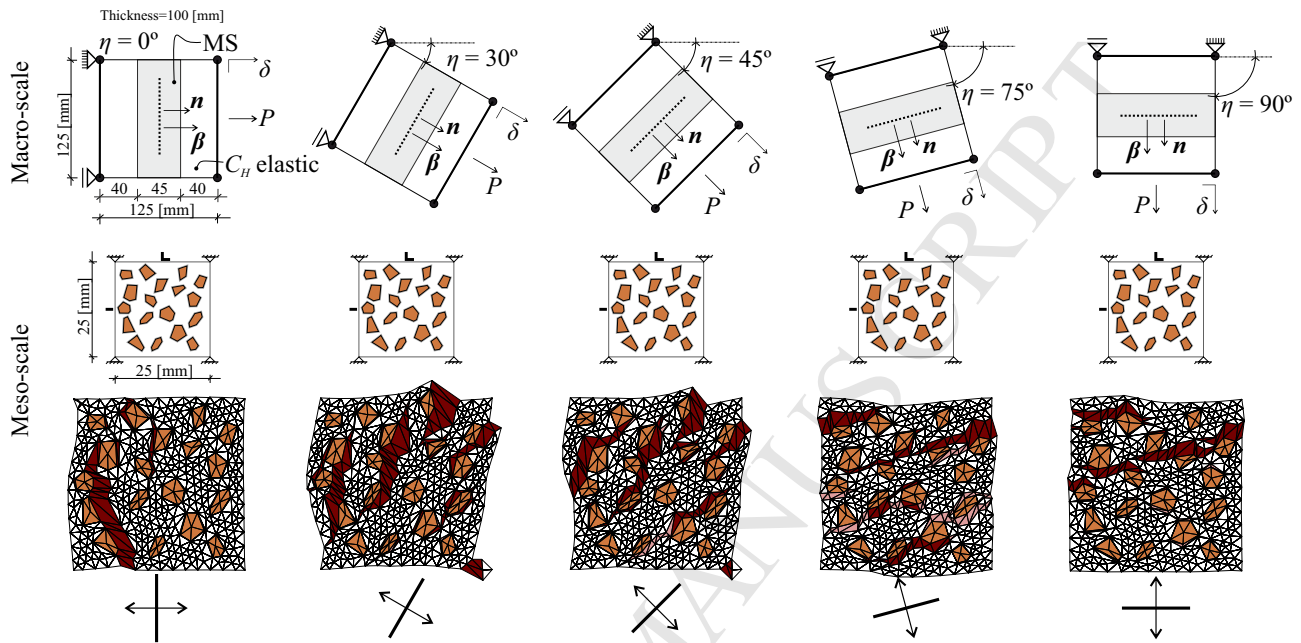 Thickness=100 [mm]
η = 0º
MS
δ
n
P
β
C_H elastic
125 [mm]
40 45 40
125 [mm]
η = 30º
δ
n
β
P
η = 45º
δ
n
β
P
η = 75º
β n
P δ
η = 90º
β n
P δ
Macro-scale
Meso-scale
25 [mm]
25 [mm]
MANUSCRIPT